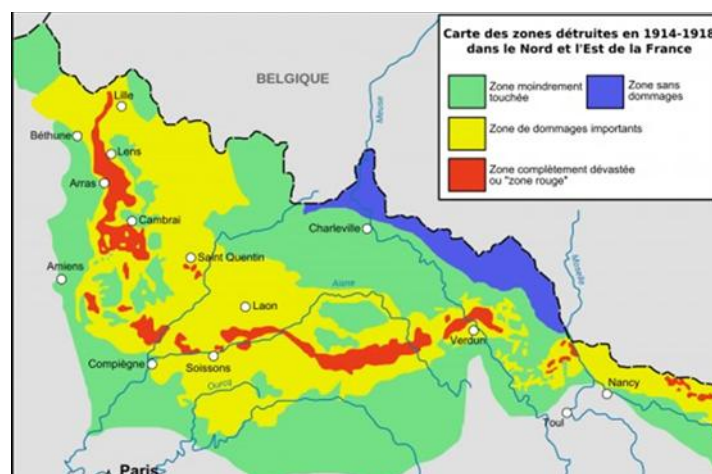 Carte des zones détruites en 1914-1918
dans le Nord et l'Est de la France
Zone moindrement
touchée
Zone sans
dommages
Zone de dommages importants
Zone complètement dévastée
ou "zone rouge"
BELGIQUE
Meuse
Lille
Béthune
Lens
Arras
Cambrai
Charleville
Saint Quentin
Amiens
Moselle
Aisne
Laon
Verdun
Compiègne
Soissons
Ourcq
Nancy
Toul
Paris